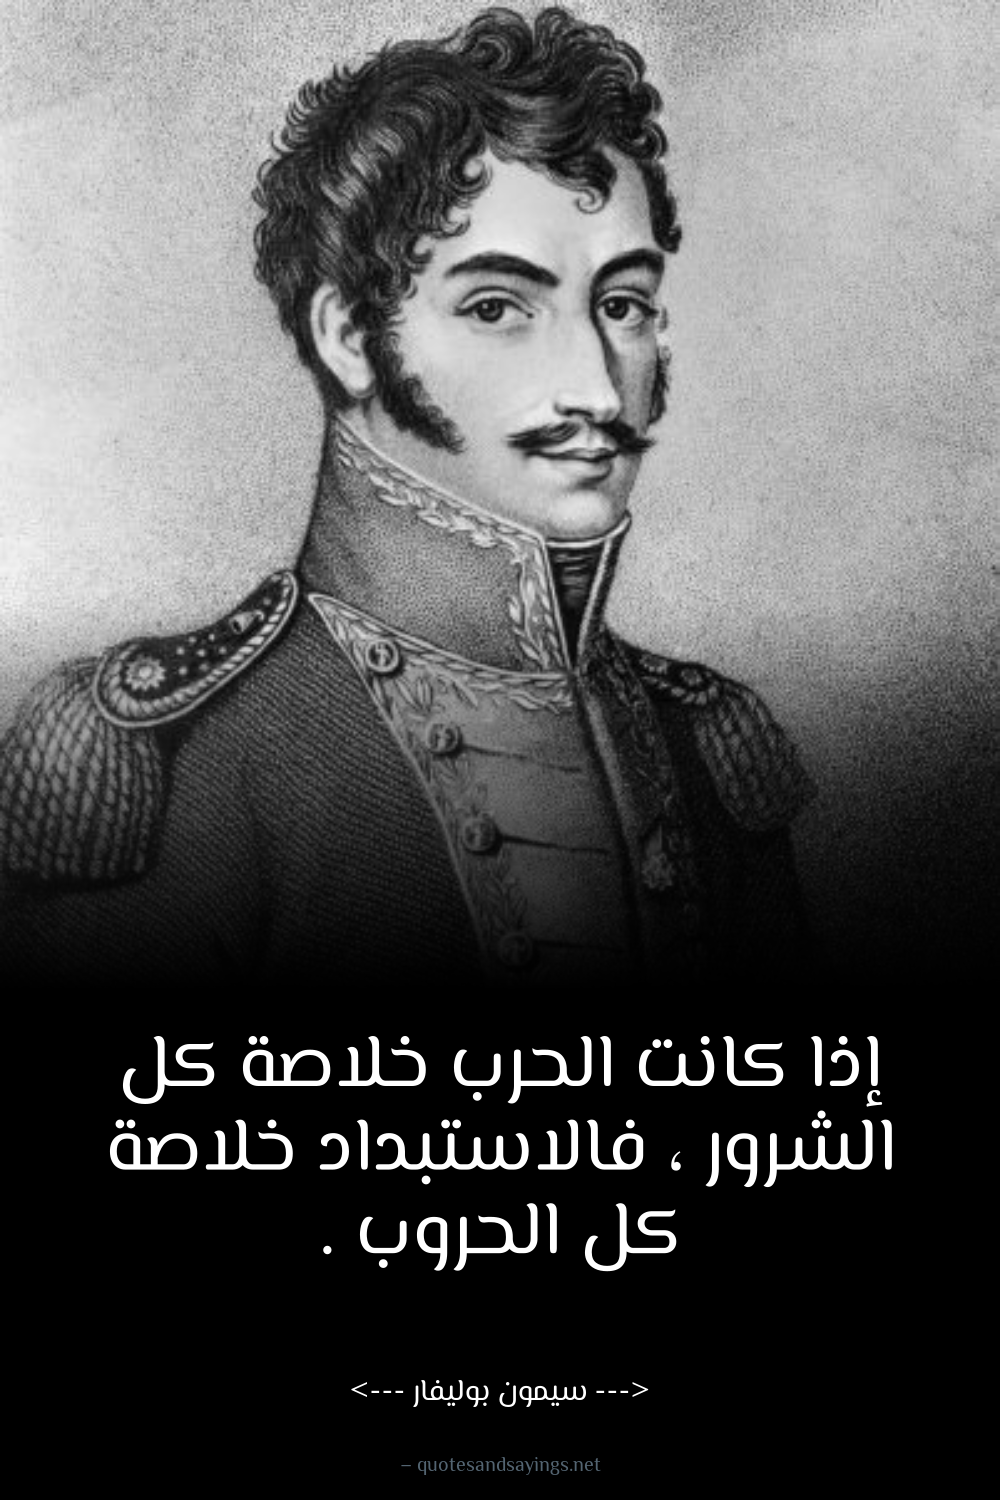 إذا كانت الحرب خلاصة كل
الشرور ، فالاستبداد خلاصة
كل الحروب .
<--- سيمون بوليفار --->
– quotesandsayings.net